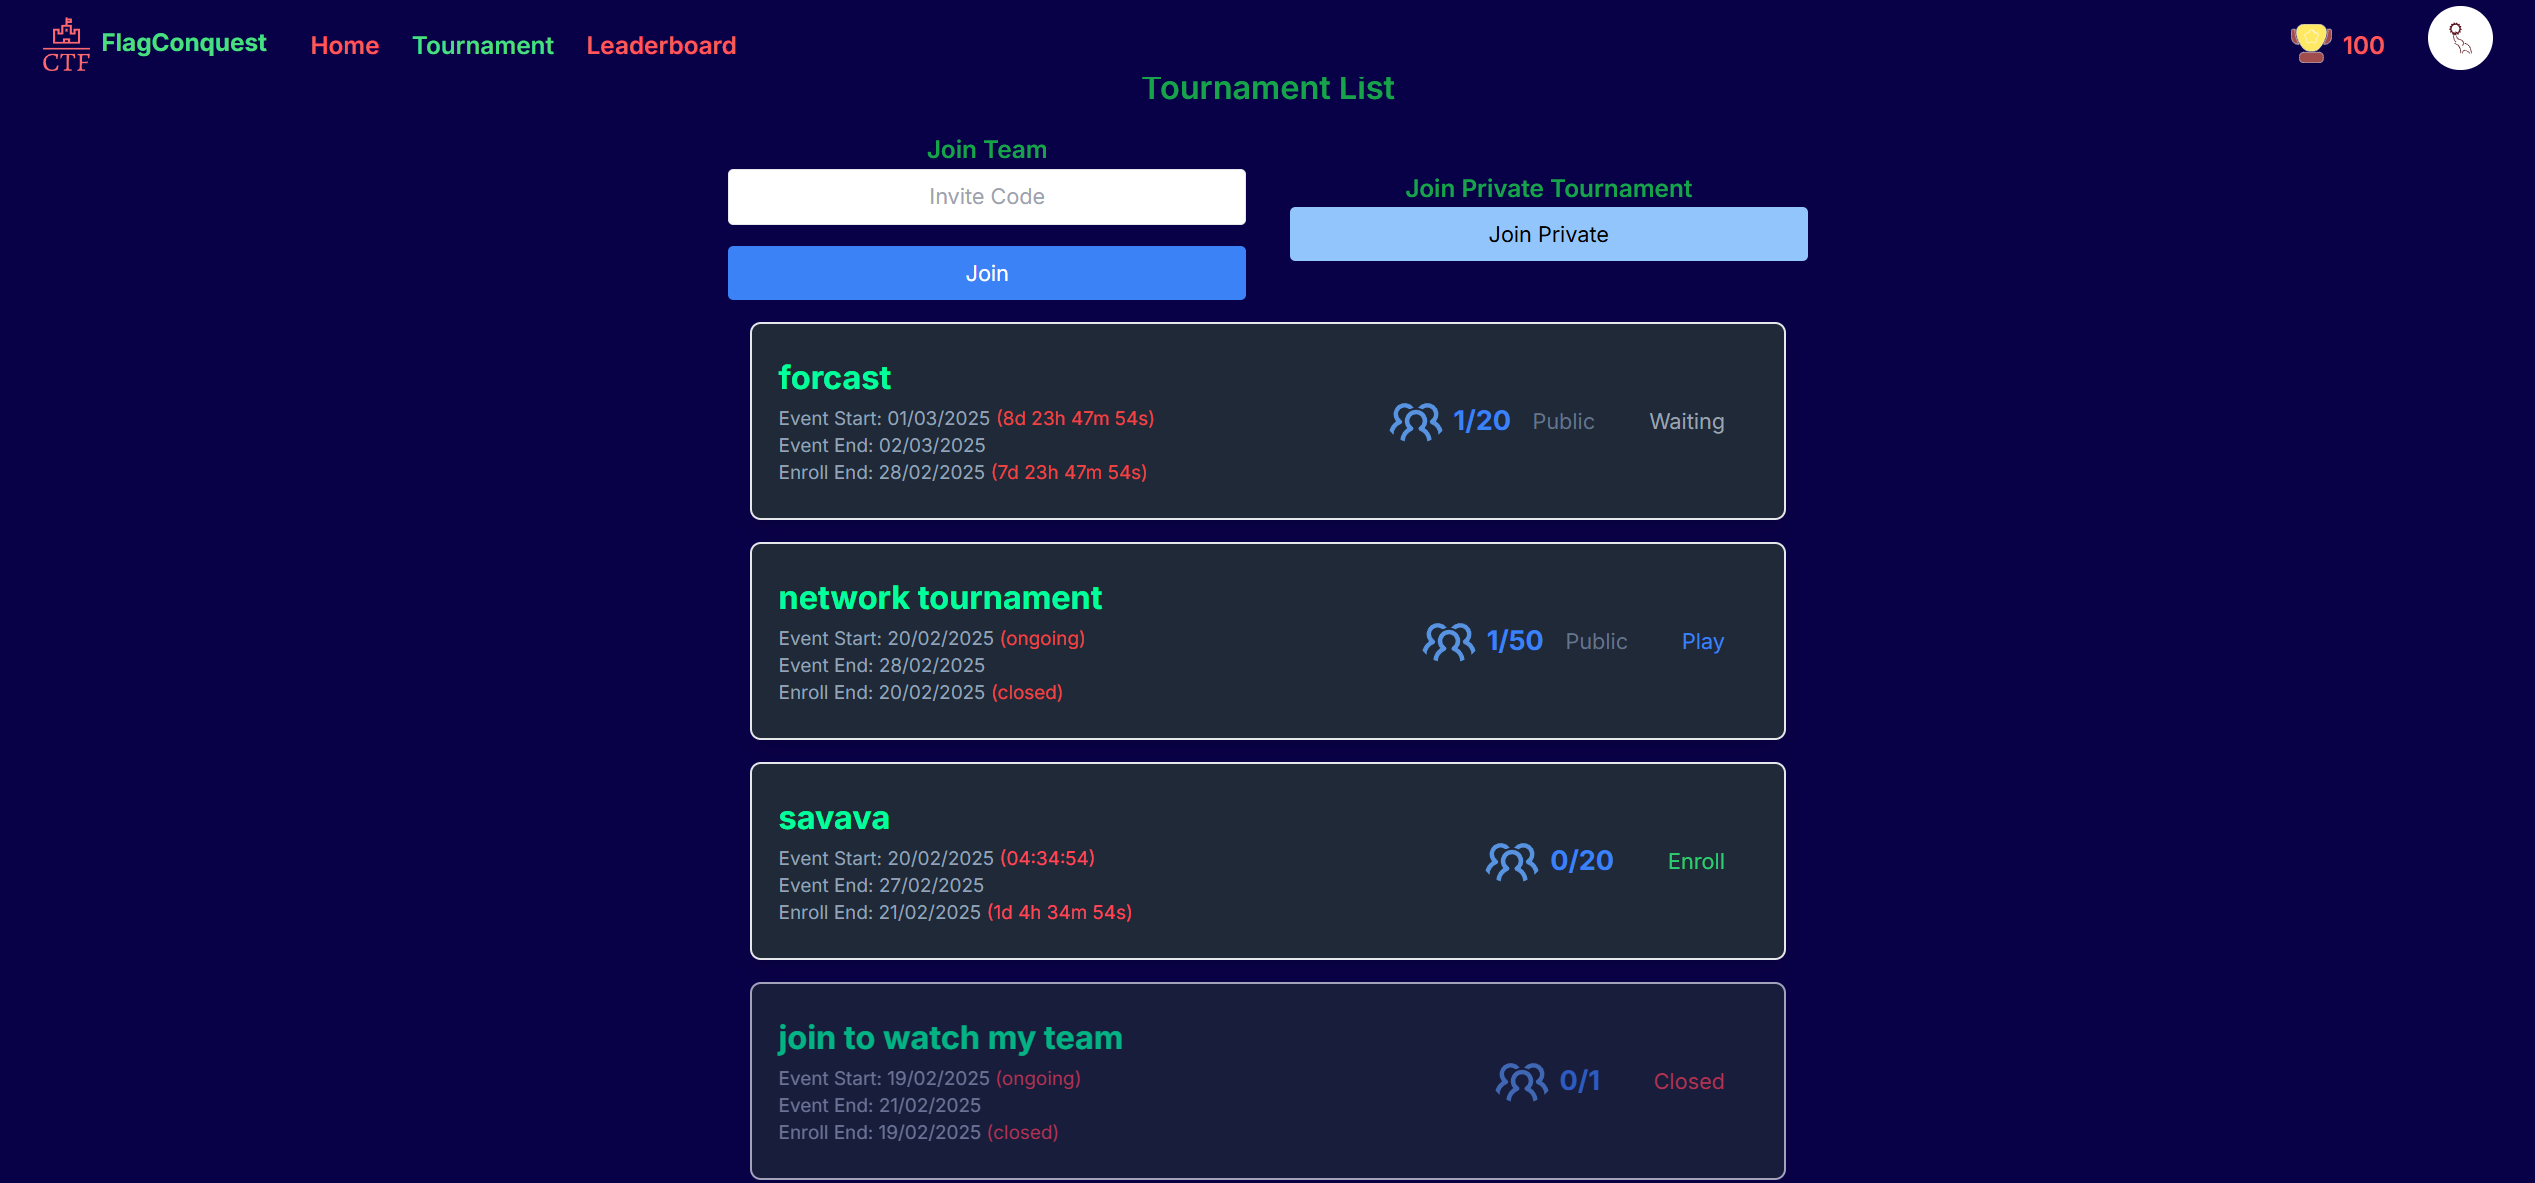 CTF
FlagConquest
Home
Tournament
Leaderboard
100
Tournament List
Join Team
Invite Code
Join
Join Private Tournament
Join Private
forcast
Event Start: 01/03/2025 (8d 23h 47m 54s)
Event End: 02/03/2025
Enroll End: 28/02/2025 (7d 23h 47m 54s)
1/20
Public
Waiting
network tournament
Event Start: 20/02/2025 (ongoing)
Event End: 28/02/2025
Enroll End: 20/02/2025 (closed)
1/50
Public
Play
savava
Event Start: 20/02/2025 (04:34:54)
Event End: 27/02/2025
Enroll End: 21/02/2025 (1d 4h 34m 54s)
0/20
Enroll
join to watch my team
Event Start: 19/02/2025 (ongoing)
Event End: 21/02/2025
Enroll End: 19/02/2025 (closed)
0/1
Closed